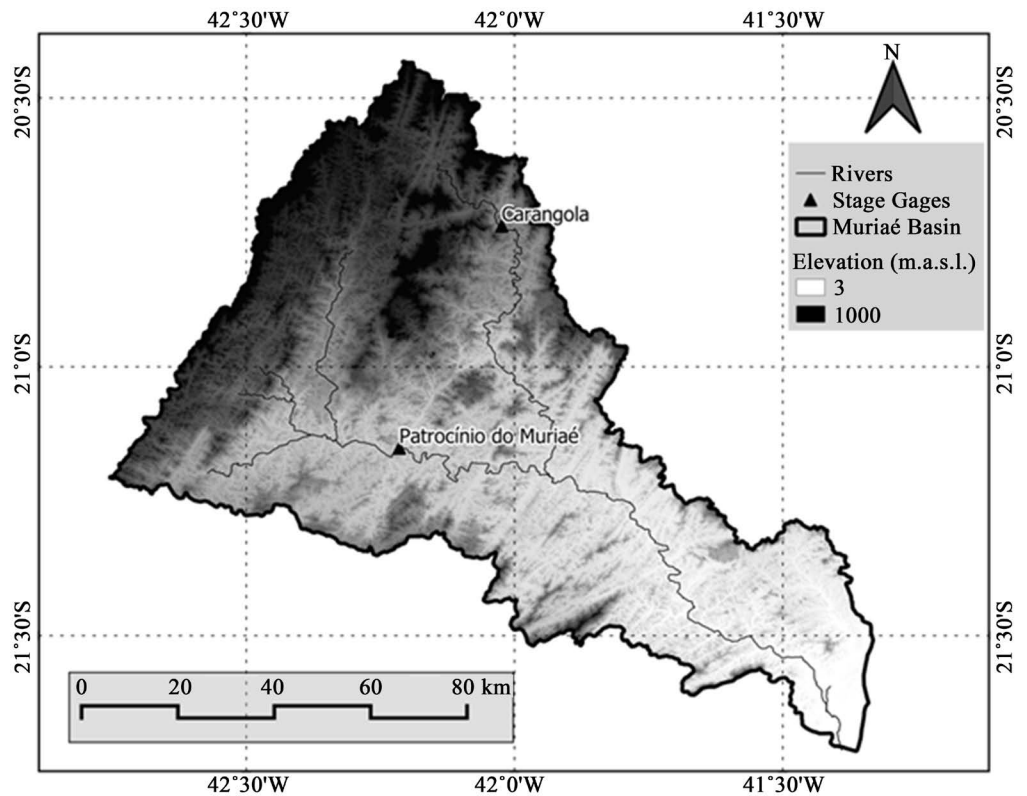 42°30'W 42°00'W 41°30'W
N
20°30'S 20°30'S
Rivers
Stage Gages
Muriaé Basin
Elevation (m.a.s.l.)
3
1000
Carangola
21°0'S 21°0'S
Patrocínio do Muriaé
21°30'S 21°30'S
0 20 40 60 80 km
42°30'W 42°00'W 41°30'W